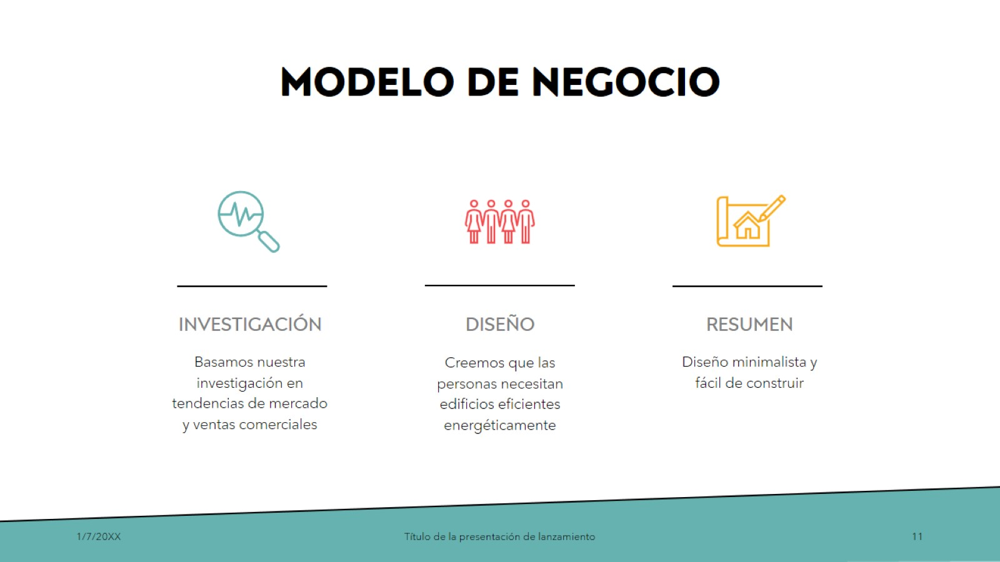 MODELO DE NEGOCIO
INVESTIGACIÓN
Basamos nuestra
investigación en
tendencias de mercado
y ventas comerciales
DISEÑO
Creemos que las
personas necesitan
edificios eficientes
energéticamente
RESUMEN
Diseño minimalista y
fácil de construir
1/7/20XX
Título de la presentación de lanzamiento
11